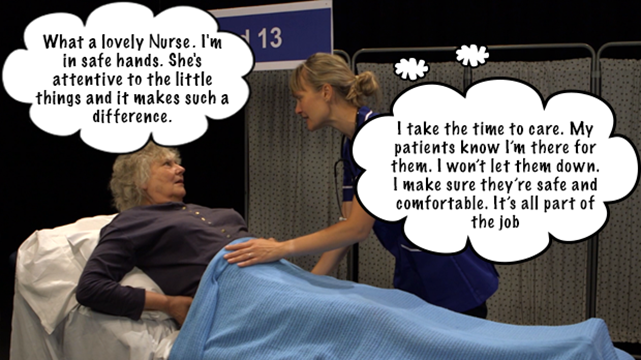 d 13
What a lovely Nurse. I'm
in safe hands. She's
attentive to the little
things and it makes such a
difference.
I take the time to care. My
patients know I'm there for
them. I won't let them down.
I make sure they're safe and
comfortable. It's all part of
the job